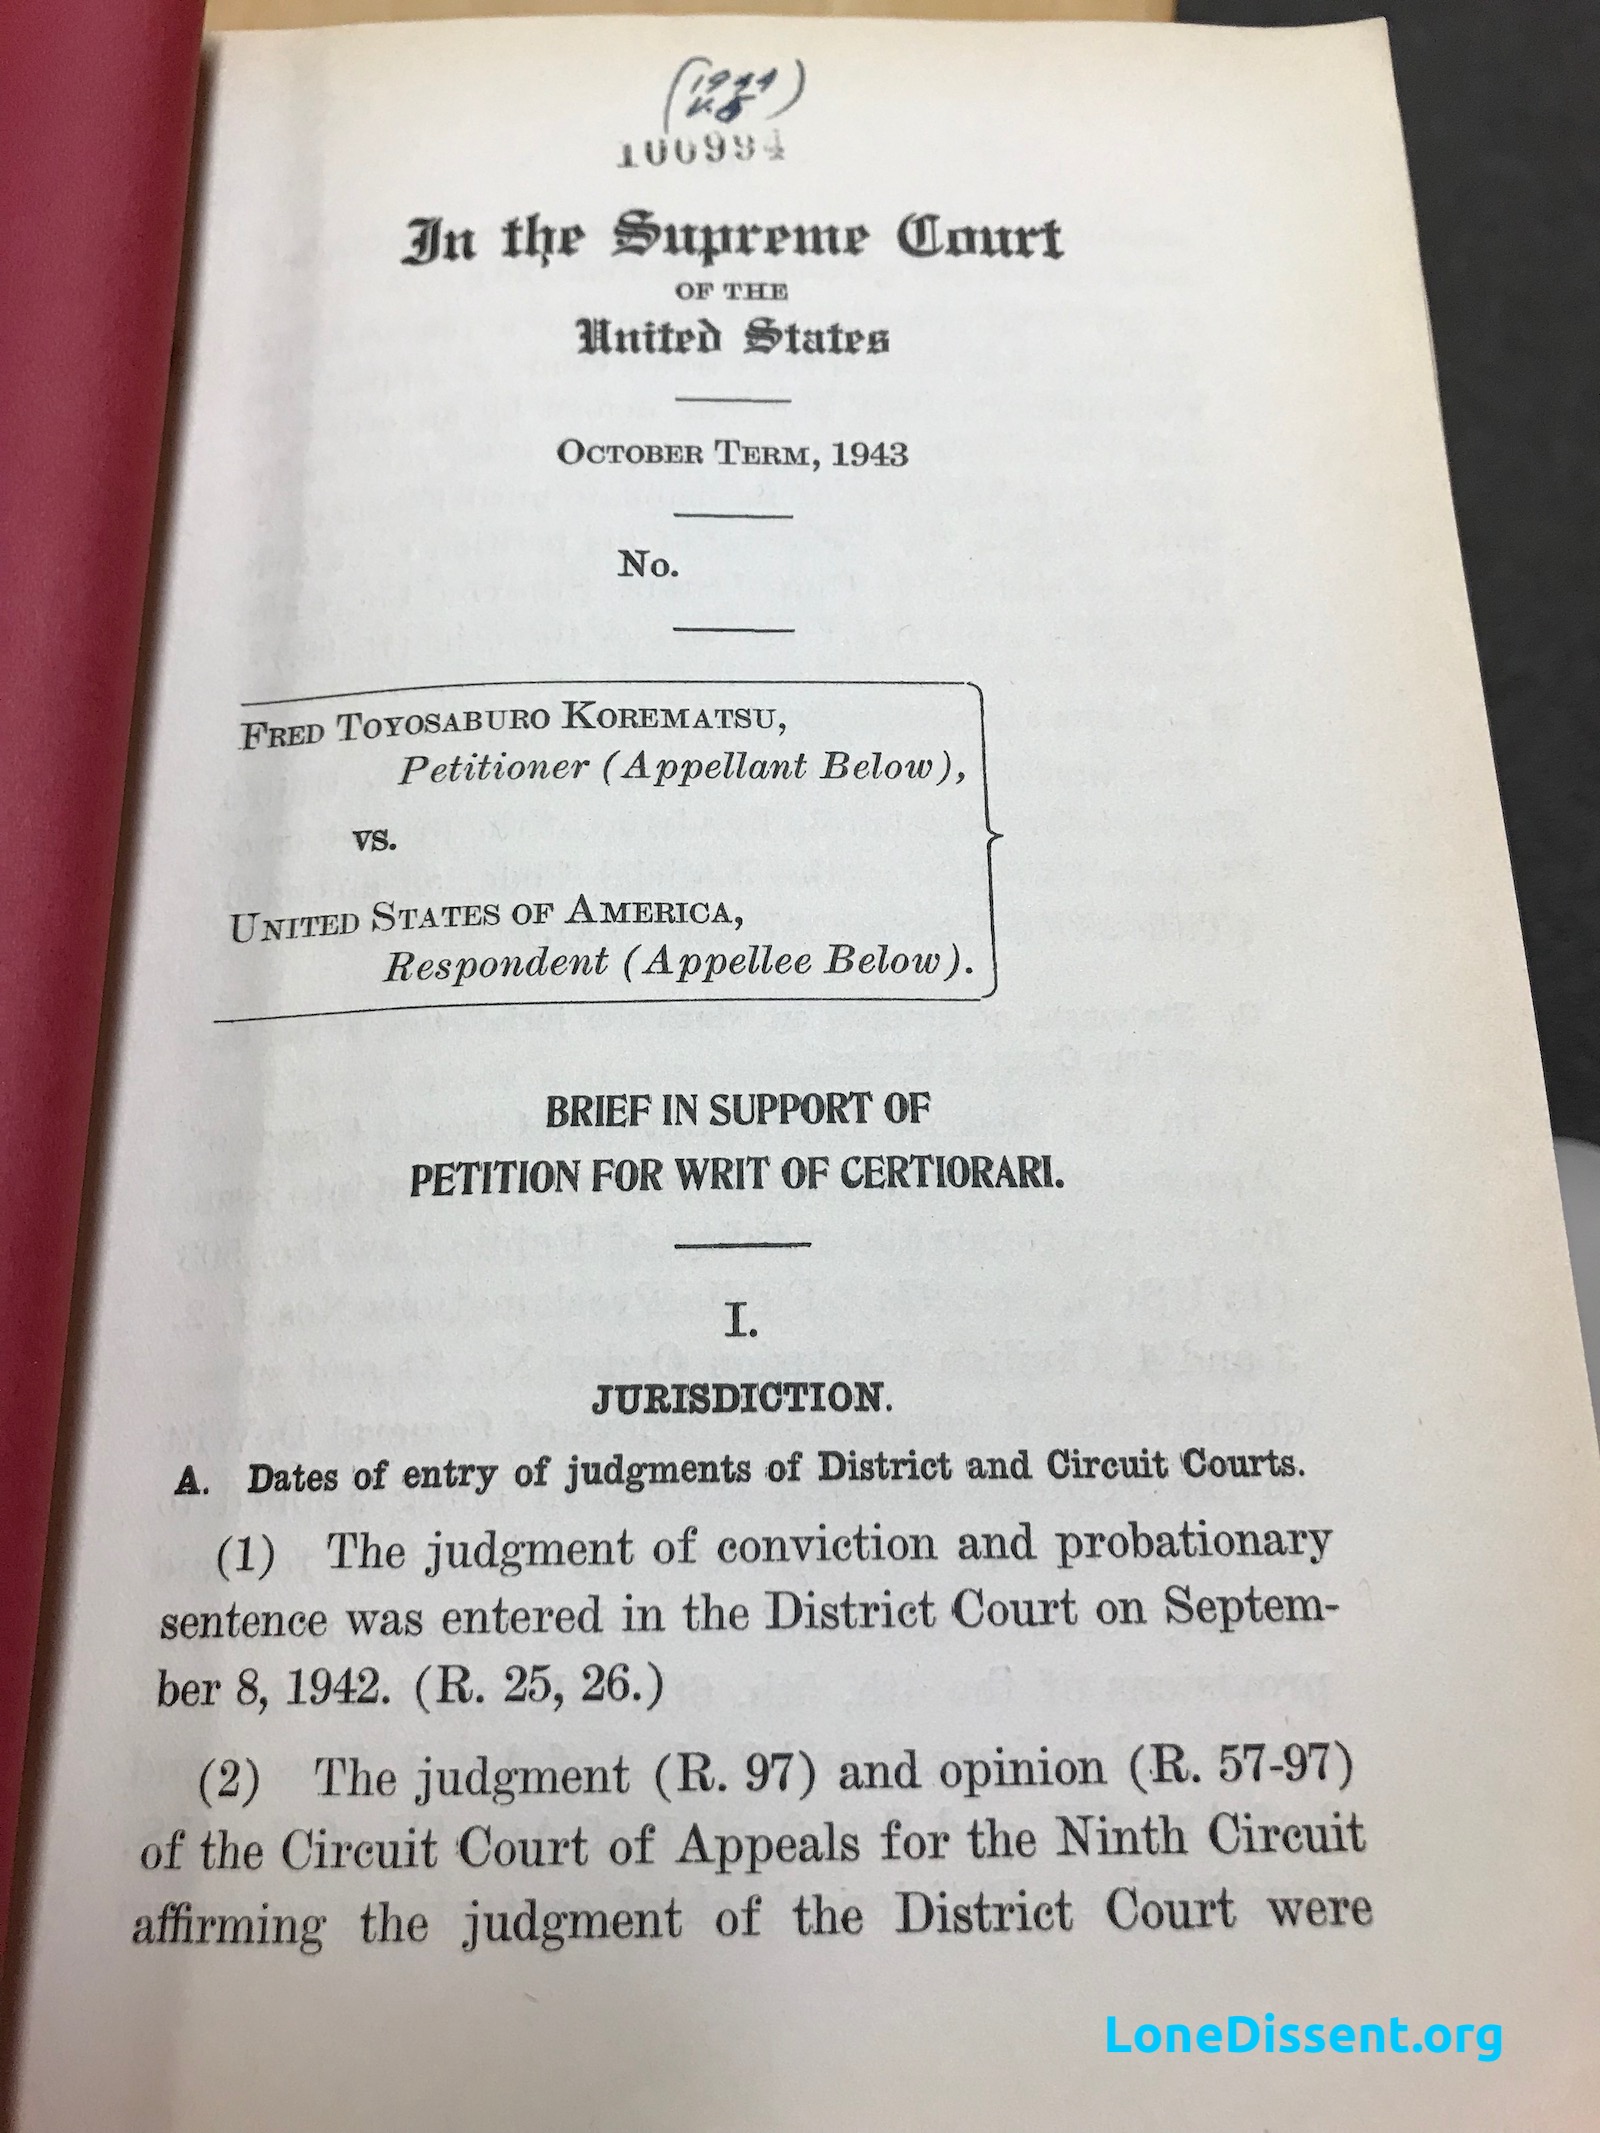 (1944
V.5)
100994
In the Supreme Court
OF THE
United States
OCTOBER TERM, 1943
No.
FRED TOYOSABURO KOREMATSU,
Petitioner (Appellant Below),
vs.
UNITED STATES OF AMERICA,
Respondent (Appellee Below).
BRIEF IN SUPPORT OF
PETITION FOR WRIT OF CERTIORARI.
I.
JURISDICTION.
A. Dates of entry of judgments of District and Circuit Courts.
(1) The judgment of conviction and probationary
sentence was entered in the District Court on Septem-
ber 8, 1942. (R. 25, 26.)
(2) The judgment (R. 97) and opinion (R. 57-97)
of the Circuit Court of Appeals for the Ninth Circuit
affirming the judgment of the District Court were
LoneDissent.org